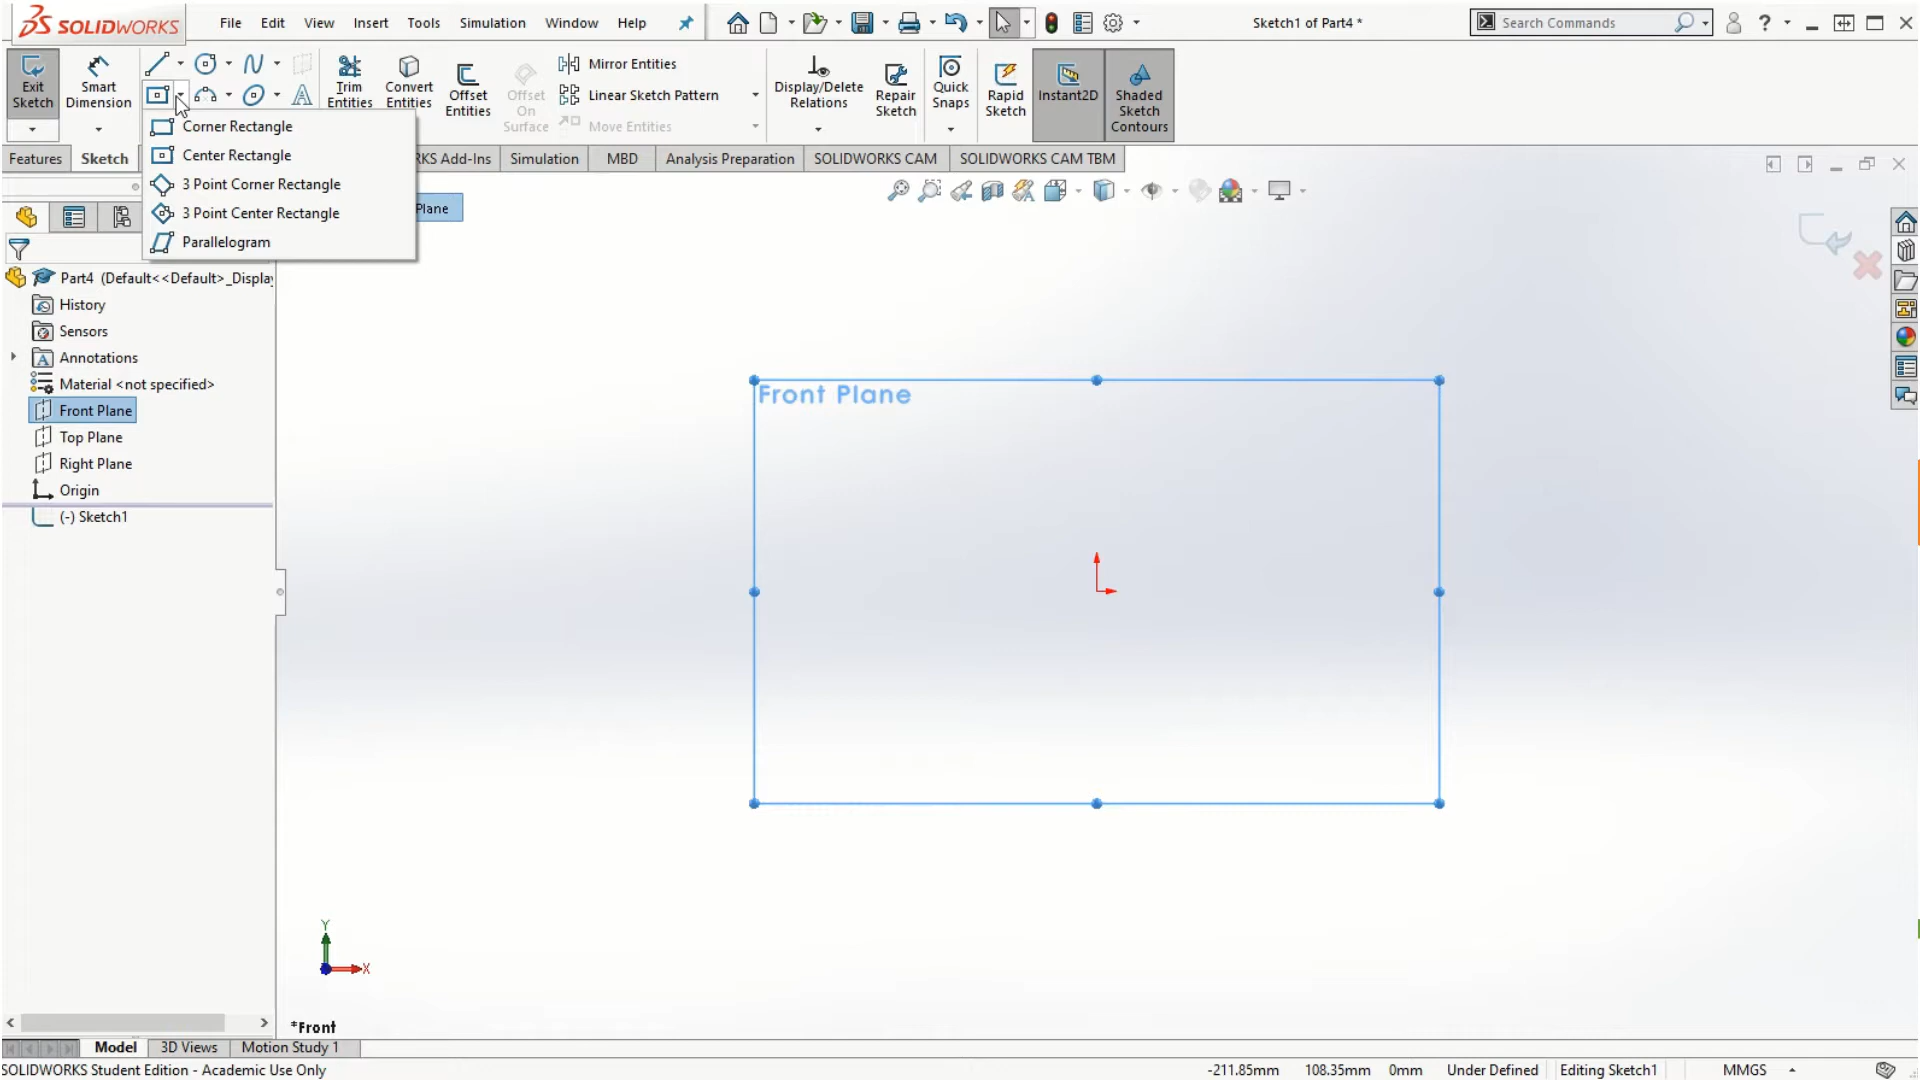 SOLIDWORKS File Edit View Insert Tools Simulation Window Help Sketch1 of Part4 * Search Commands ?
Exit Sketch
Smart Dimension
Trim Entities
Convert Entities
Offset Entities
Offset On Surface
Mirror Entities
Linear Sketch Pattern
Move Entities
Display/Delete Relations
Repair Sketch
Quick Snaps
Rapid Sketch
Instant2D
Shaded Sketch Contours
Corner Rectangle
Center Rectangle
3 Point Corner Rectangle
3 Point Center Rectangle
Parallelogram
Features Sketch RKS Add-Ins Simulation MBD Analysis Preparation SOLIDWORKS CAM SOLIDWORKS CAM TBM
Plane
Part4 (Default<<Default>_Display
History
Sensors
Annotations
Material <not specified>
Front Plane
Top Plane
Right Plane
Origin
(-) Sketch1
Front Plane
Y
X
*Front
Model 3D Views Motion Study 1
SOLIDWORKS Student Edition - Academic Use Only -211.85mm 108.35mm 0mm Under Defined Editing Sketch1 MMGS